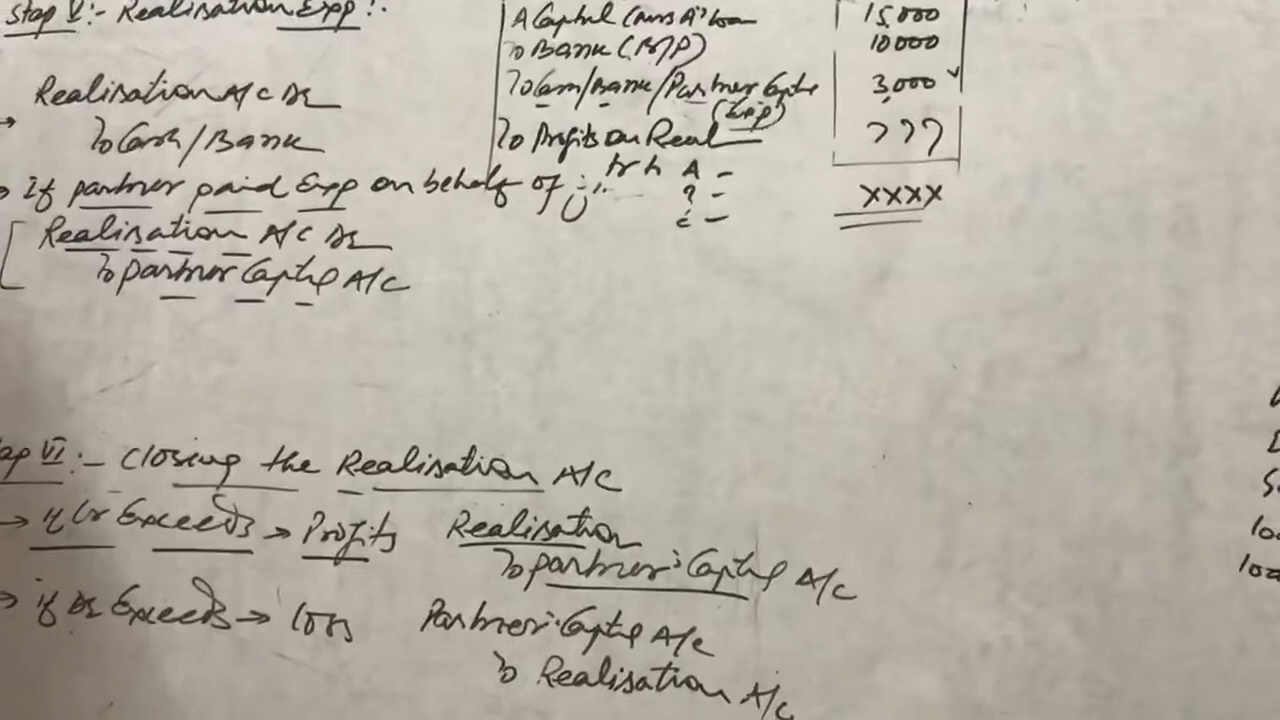 Step V:- Realisation Exp:-
Realisation A/c Dr
To Cash/Bank
→ If partner paid Exp on behalf of
Realisation A/C Dr
To partner Capital A/C
A Capital A's loan 15,000
To Bank (B/P) 10000
To Cash/Bank/Partner Capital 3,000 ✓
(Exp)
To Profits on Real ???
A -
? -
XXXX
Step VI:- Closing the Realisation A/C
→ if Cr Exceeds → Profits Realisation
To partner's Capital A/C
→ if Dr Exceeds → loss Partner's Capital A/c
To Realisation A/c